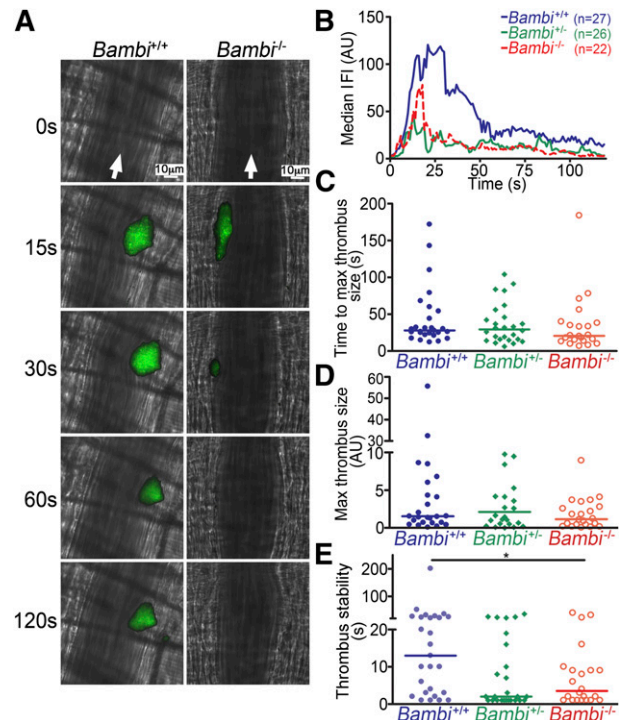 A
Bambi+/+
Bambi-/-
0s
10μm
10μm
15s
30s
60s
120s
B
Median IFI (AU)
150
100
50
0
0
25
50
75
100
Time (s)
Bambi+/+ (n=27)
Bambi+/- (n=26)
Bambi-/- (n=22)
C
Time to max thrombus
size (s)
200
150
100
50
0
Bambi+/+
Bambi+/-
Bambi-/-
D
Max thrombus size
(AU)
60
50
40
30
10
5
0
Bambi+/+
Bambi+/-
Bambi-/-
E
Thrombus stability
(s)
200
100
20
10
0
*
Bambi+/+
Bambi+/-
Bambi-/-